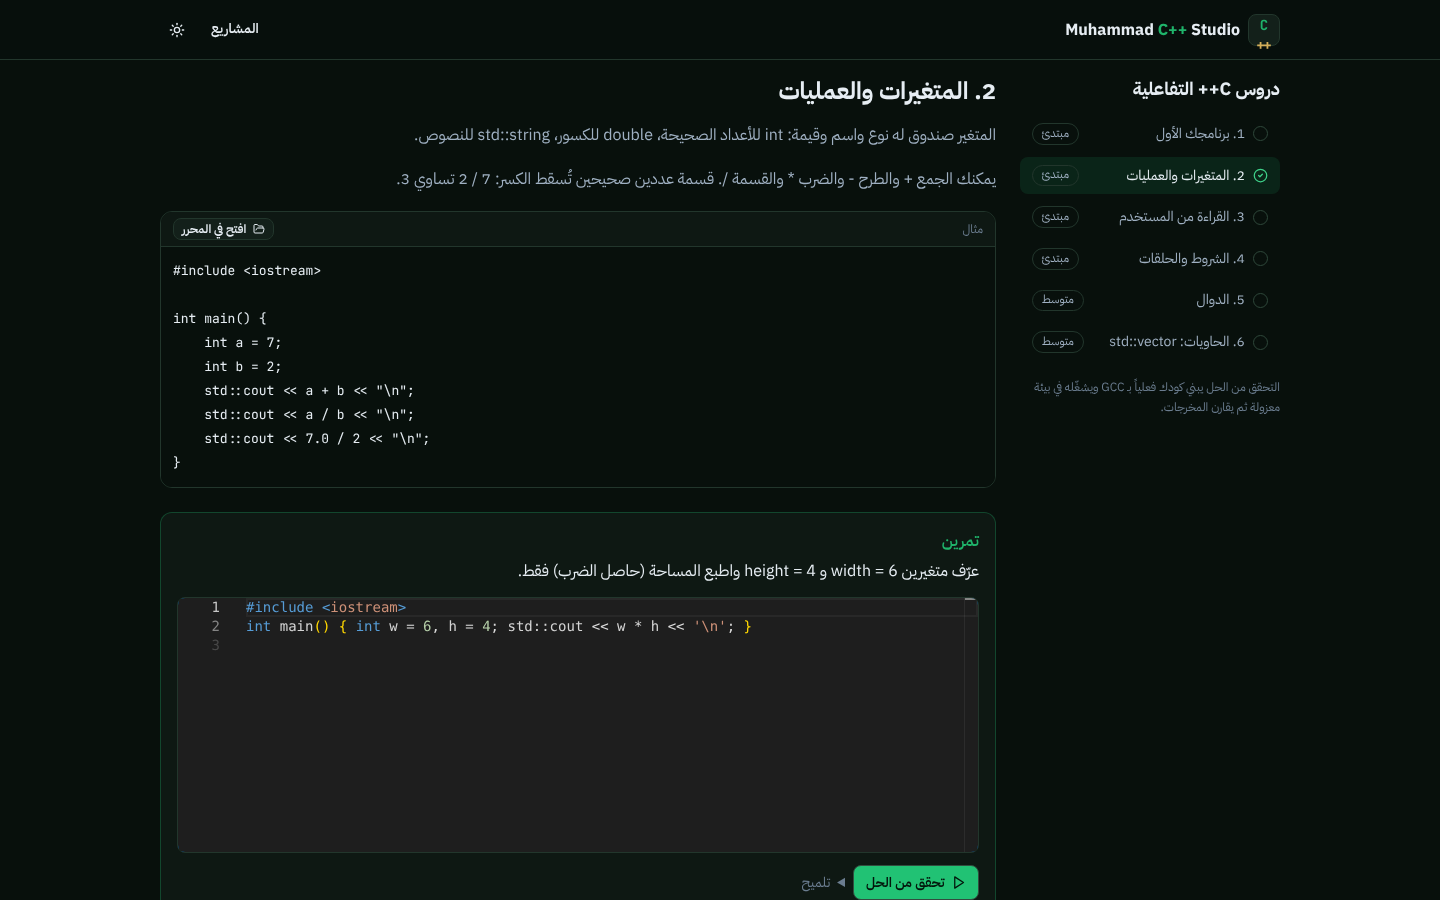 Muhammad C++ Studio
C
++
المشاريع
دروس C++ التفاعلية
1. برنامجك الأول
مبتدئ
2. المتغيرات والعمليات
مبتدئ
3. القراءة من المستخدم
مبتدئ
4. الشروط والحلقات
مبتدئ
5. الدوال
متوسط
6. الحاويات: std::vector
متوسط
التحقق من الحل يبني كودك فعلياً بـ GCC ويشغّله في بيئة
معزولة ثم يقارن المخرجات.
2. المتغيرات والعمليات
المتغير صندوق له نوع واسم وقيمة: int للأعداد الصحيحة، double للكسور، std::string للنصوص.
يمكنك الجمع + والطرح - والضرب * والقسمة /. قسمة عددين صحيحين تُسقط الكسر: 7 / 2 تساوي 3.
مثال
افتح في المحرر
#include <iostream>
int main() {
    int a = 7;
    int b = 2;
    std::cout << a + b << "\n";
    std::cout << a / b << "\n";
    std::cout << 7.0 / 2 << "\n";
}
تمرين
عرّف متغيرين width = 6 و height = 4 واطبع المساحة (حاصل الضرب) فقط.
1 #include <iostream>
2 int main() { int w = 6, h = 4; std::cout << w * h << '\n'; }
3
تحقق من الحل
تلميح